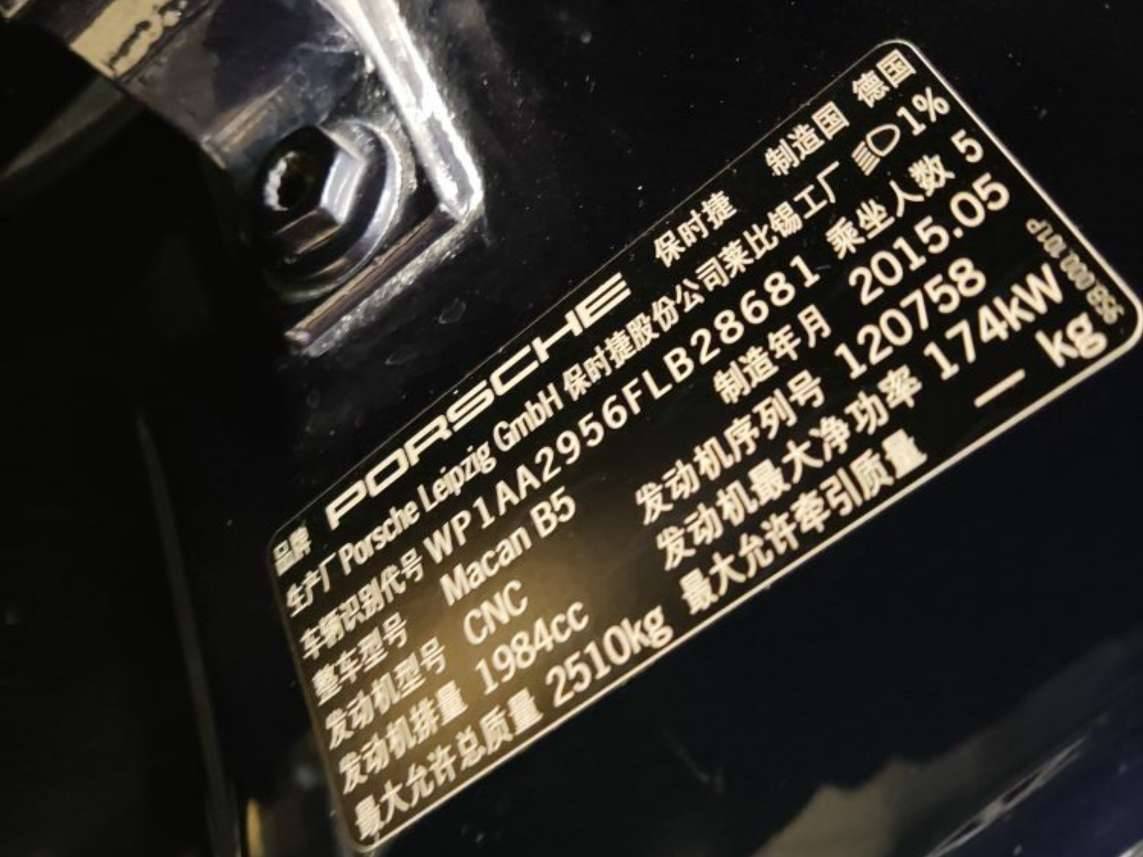 品牌 PORSCHE 保时捷 制造国 德国
生产厂 Porsche Leipzig GmbH 保时捷股份公司莱比锡工厂 1%
车辆识别代号 WP1AA2956FLB28681 乘坐人数 5
整车型号 Macan B5 制造年月 2015.05
发动机型号 CNC 发动机序列号 120758
发动机排量 1984cc 发动机最大净功率 174kW
最大允许总质量 2510kg 最大允许牵引质量 — kg